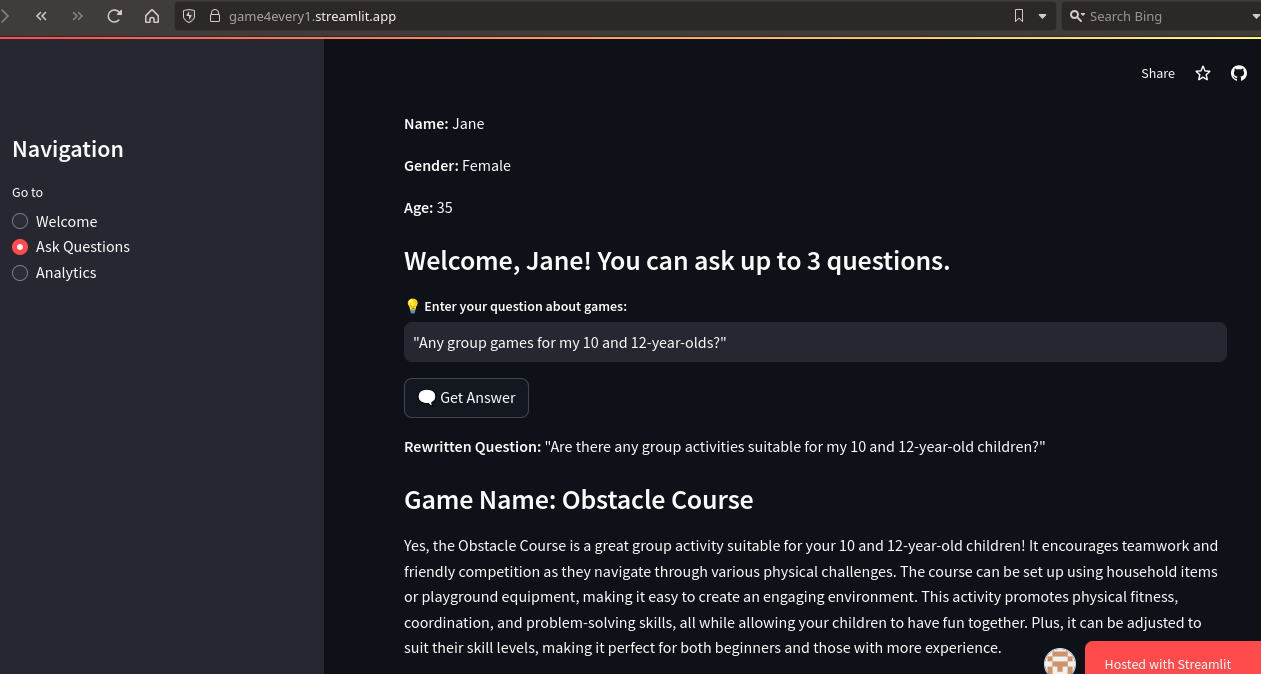 game4every1.streamlit.app
Search Bing
Share
Navigation
Go to
Welcome
Ask Questions
Analytics
Name: Jane
Gender: Female
Age: 35
Welcome, Jane! You can ask up to 3 questions.
💡 Enter your question about games:
"Any group games for my 10 and 12-year-olds?"
Get Answer
Rewritten Question: "Are there any group activities suitable for my 10 and 12-year-old children?"
Game Name: Obstacle Course
Yes, the Obstacle Course is a great group activity suitable for your 10 and 12-year-old children! It encourages teamwork and
friendly competition as they navigate through various physical challenges. The course can be set up using household items
or playground equipment, making it easy to create an engaging environment. This activity promotes physical fitness,
coordination, and problem-solving skills, all while allowing your children to have fun together. Plus, it can be adjusted to
suit their skill levels, making it perfect for both beginners and those with more experience.
Hosted with Streamlit